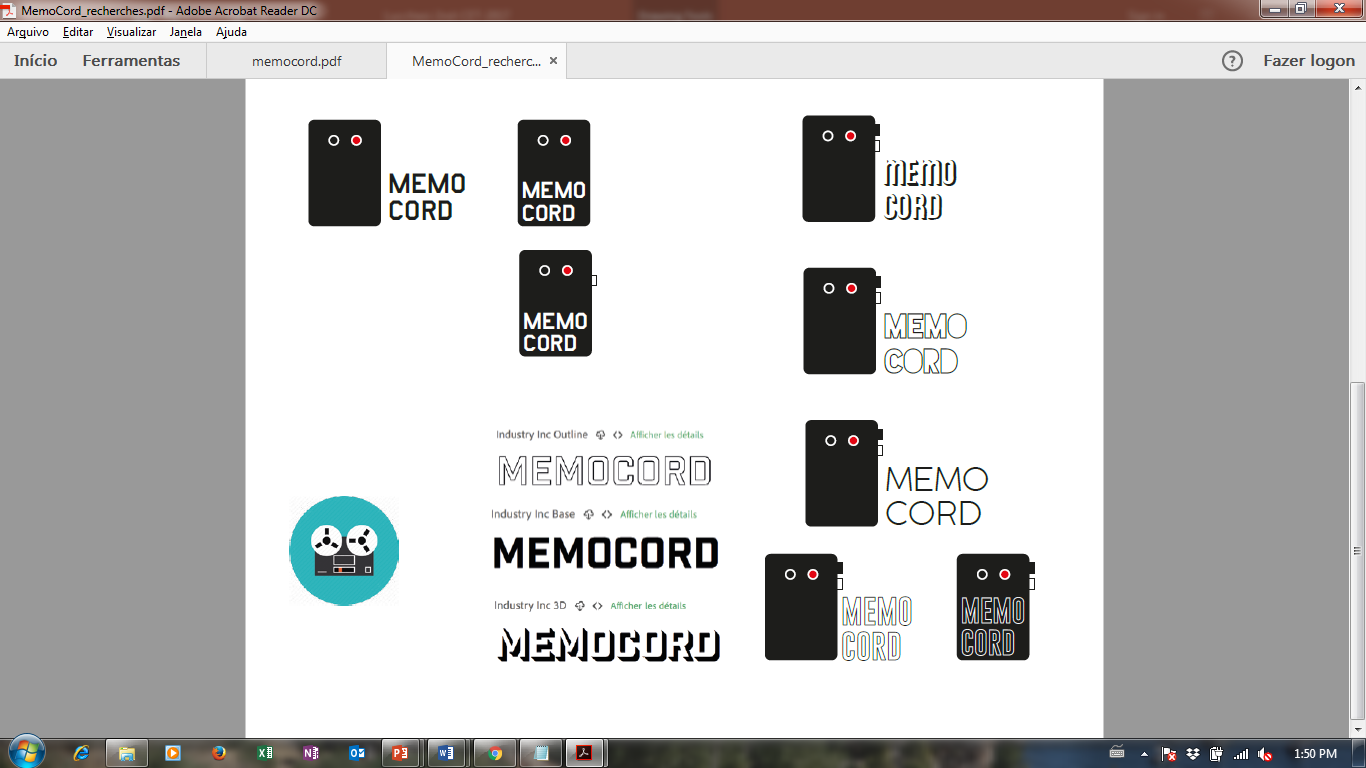 MemoCord_recherches.pdf - Adobe Acrobat Reader DC
Arquivo Editar Visualizar Janela Ajuda
Início Ferramentas memocord.pdf MemoCord_recherc... × ? Fazer logon
MEMO
CORD
MEMO
CORD
MEMO
CORD
MEMO
CORD
MEMO
CORD
Industry Inc Outline <> Afficher les détails
MEMOCORD
Industry Inc Base <> Afficher les détails
MEMOCORD
Industry Inc 3D <> Afficher les détails
MEMOCORD
MEMO
CORD
MEMO
CORD
MEMO
CORD
1:50 PM